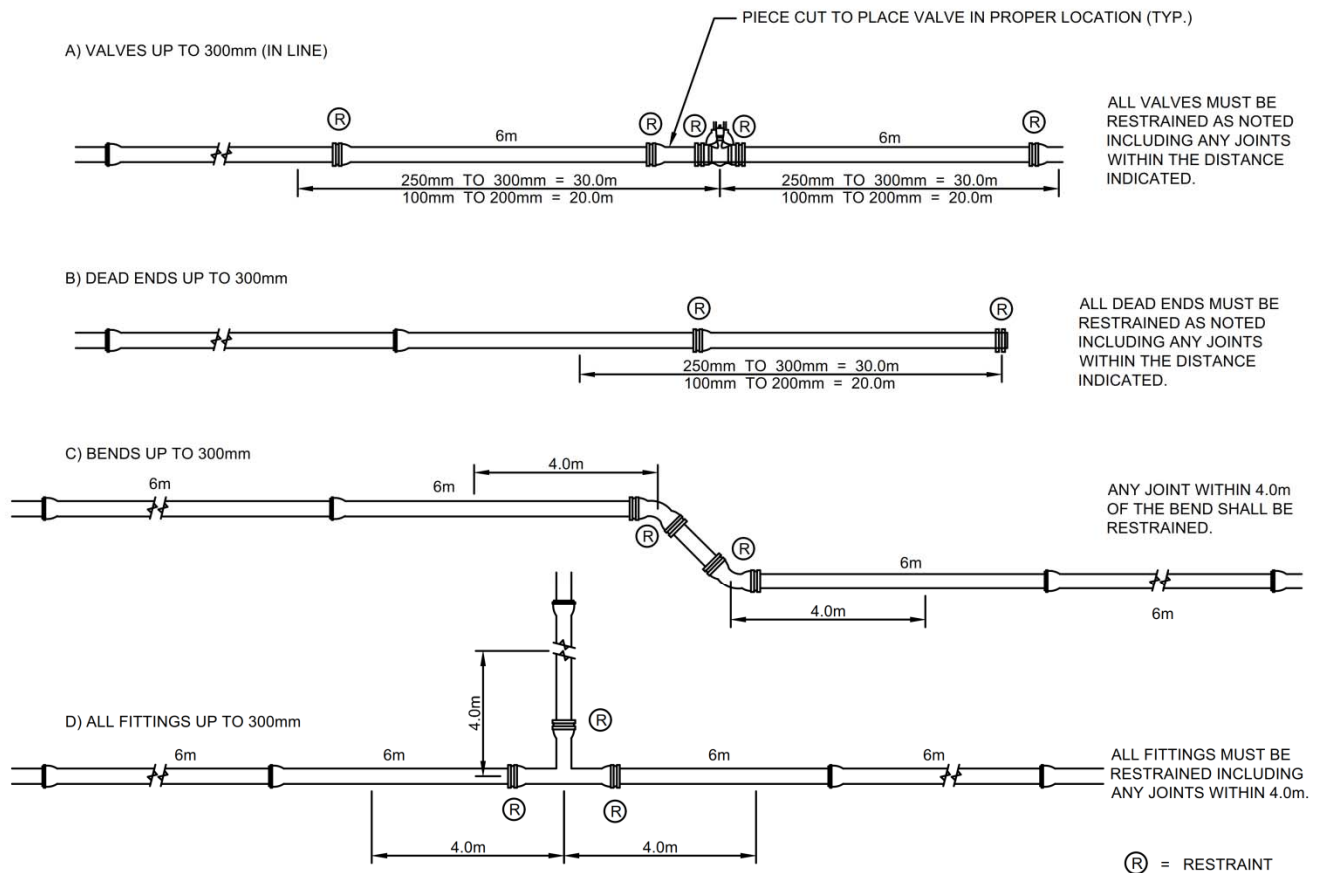 PIECE CUT TO PLACE VALVE IN PROPER LOCATION (TYP.)
A) VALVES UP TO 300mm (IN LINE)
ALL VALVES MUST BE
RESTRAINED AS NOTED
INCLUDING ANY JOINTS
WITHIN THE DISTANCE
INDICATED.
R
R
R
R
R
6m
6m
250mm TO 300mm = 30.0m
100mm TO 200mm = 20.0m
250mm TO 300mm = 30.0m
100mm TO 200mm = 20.0m
B) DEAD ENDS UP TO 300mm
R
R
ALL DEAD ENDS MUST BE
RESTRAINED AS NOTED
INCLUDING ANY JOINTS
WITHIN THE DISTANCE
INDICATED.
250mm TO 300mm = 30.0m
100mm TO 200mm = 20.0m
C) BENDS UP TO 300mm
4.0m
6m
6m
ANY JOINT WITHIN 4.0m
OF THE BEND SHALL BE
RESTRAINED.
R
R
6m
4.0m
6m
D) ALL FITTINGS UP TO 300mm
4.0m
R
6m
6m
6m
6m
ALL FITTINGS MUST BE
RESTRAINED INCLUDING
ANY JOINTS WITHIN 4.0m.
R
R
4.0m
4.0m
R = RESTRAINT